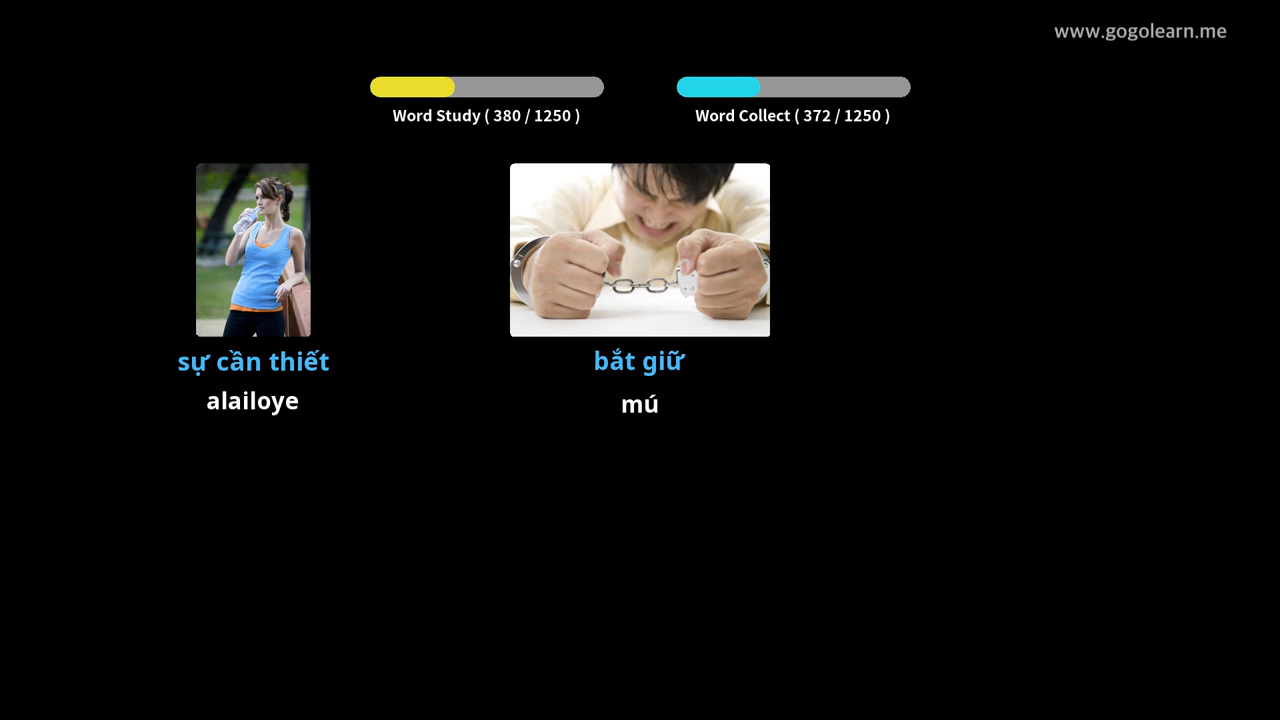 www.gogolearn.me
Word Study ( 380 / 1250 )
Word Collect ( 372 / 1250 )
sự cần thiết
alailoye
bắt giữ
mú